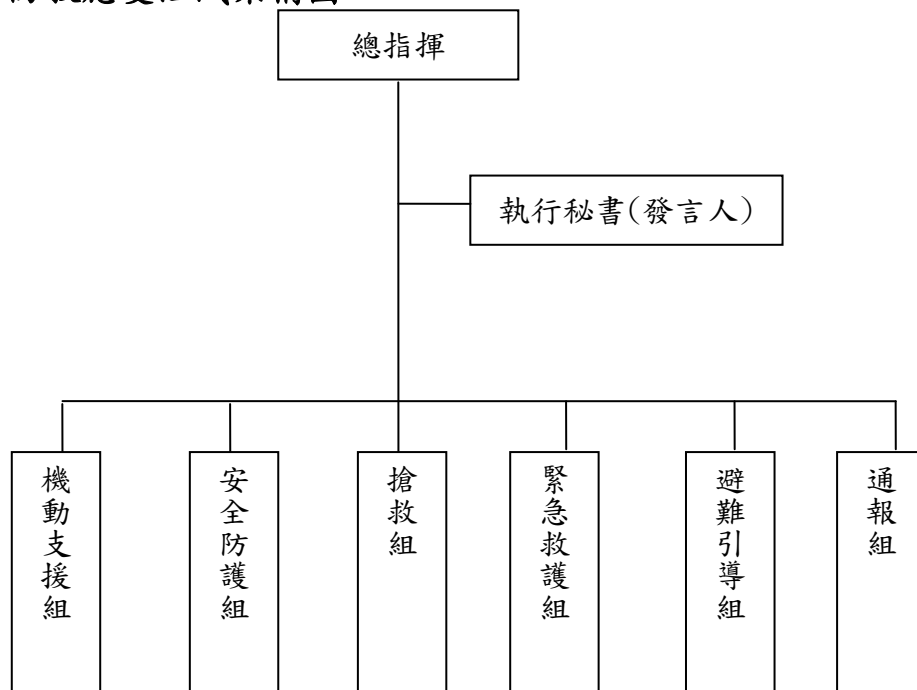 總指揮
執行秘書(發言人)
機動支援組
安全防護組
搶救組
緊急救護組
避難引導組
通報組